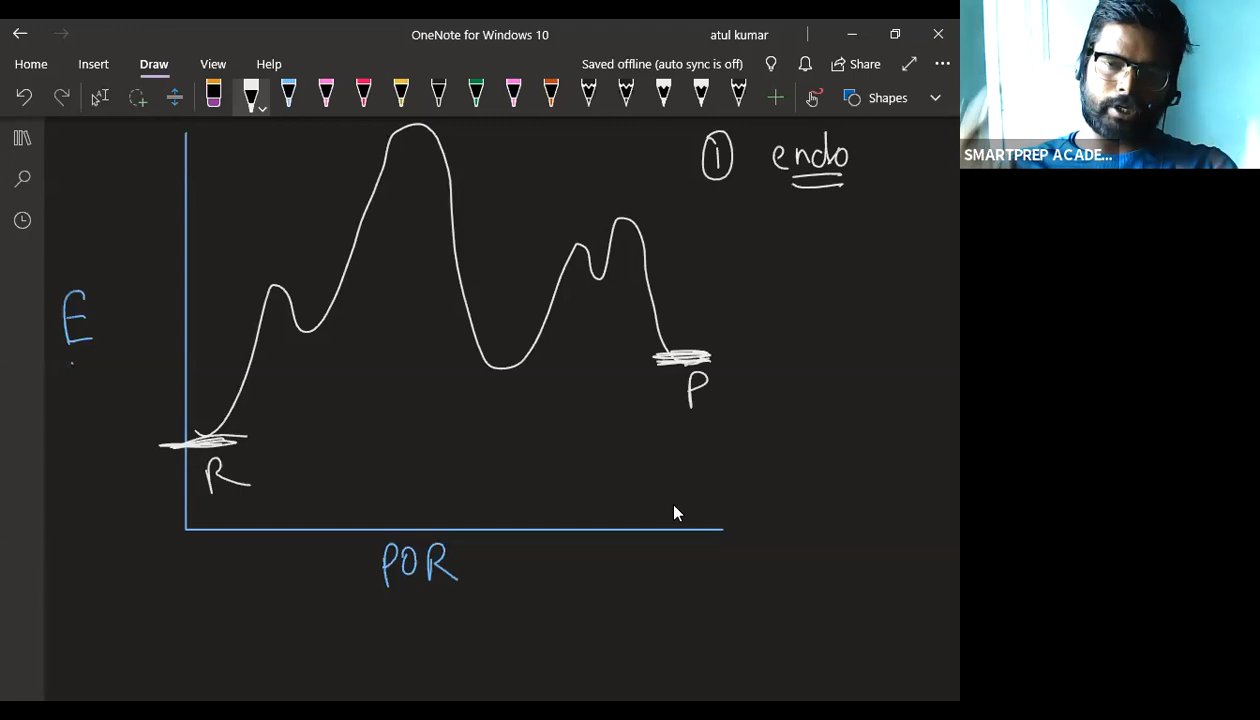 OneNote for Windows 10
atul kumar
Home Insert Draw View Help
Saved offline (auto sync is off)
Share
Shapes
SMARTPREP ACADE...
① endo
E
P
R
POR